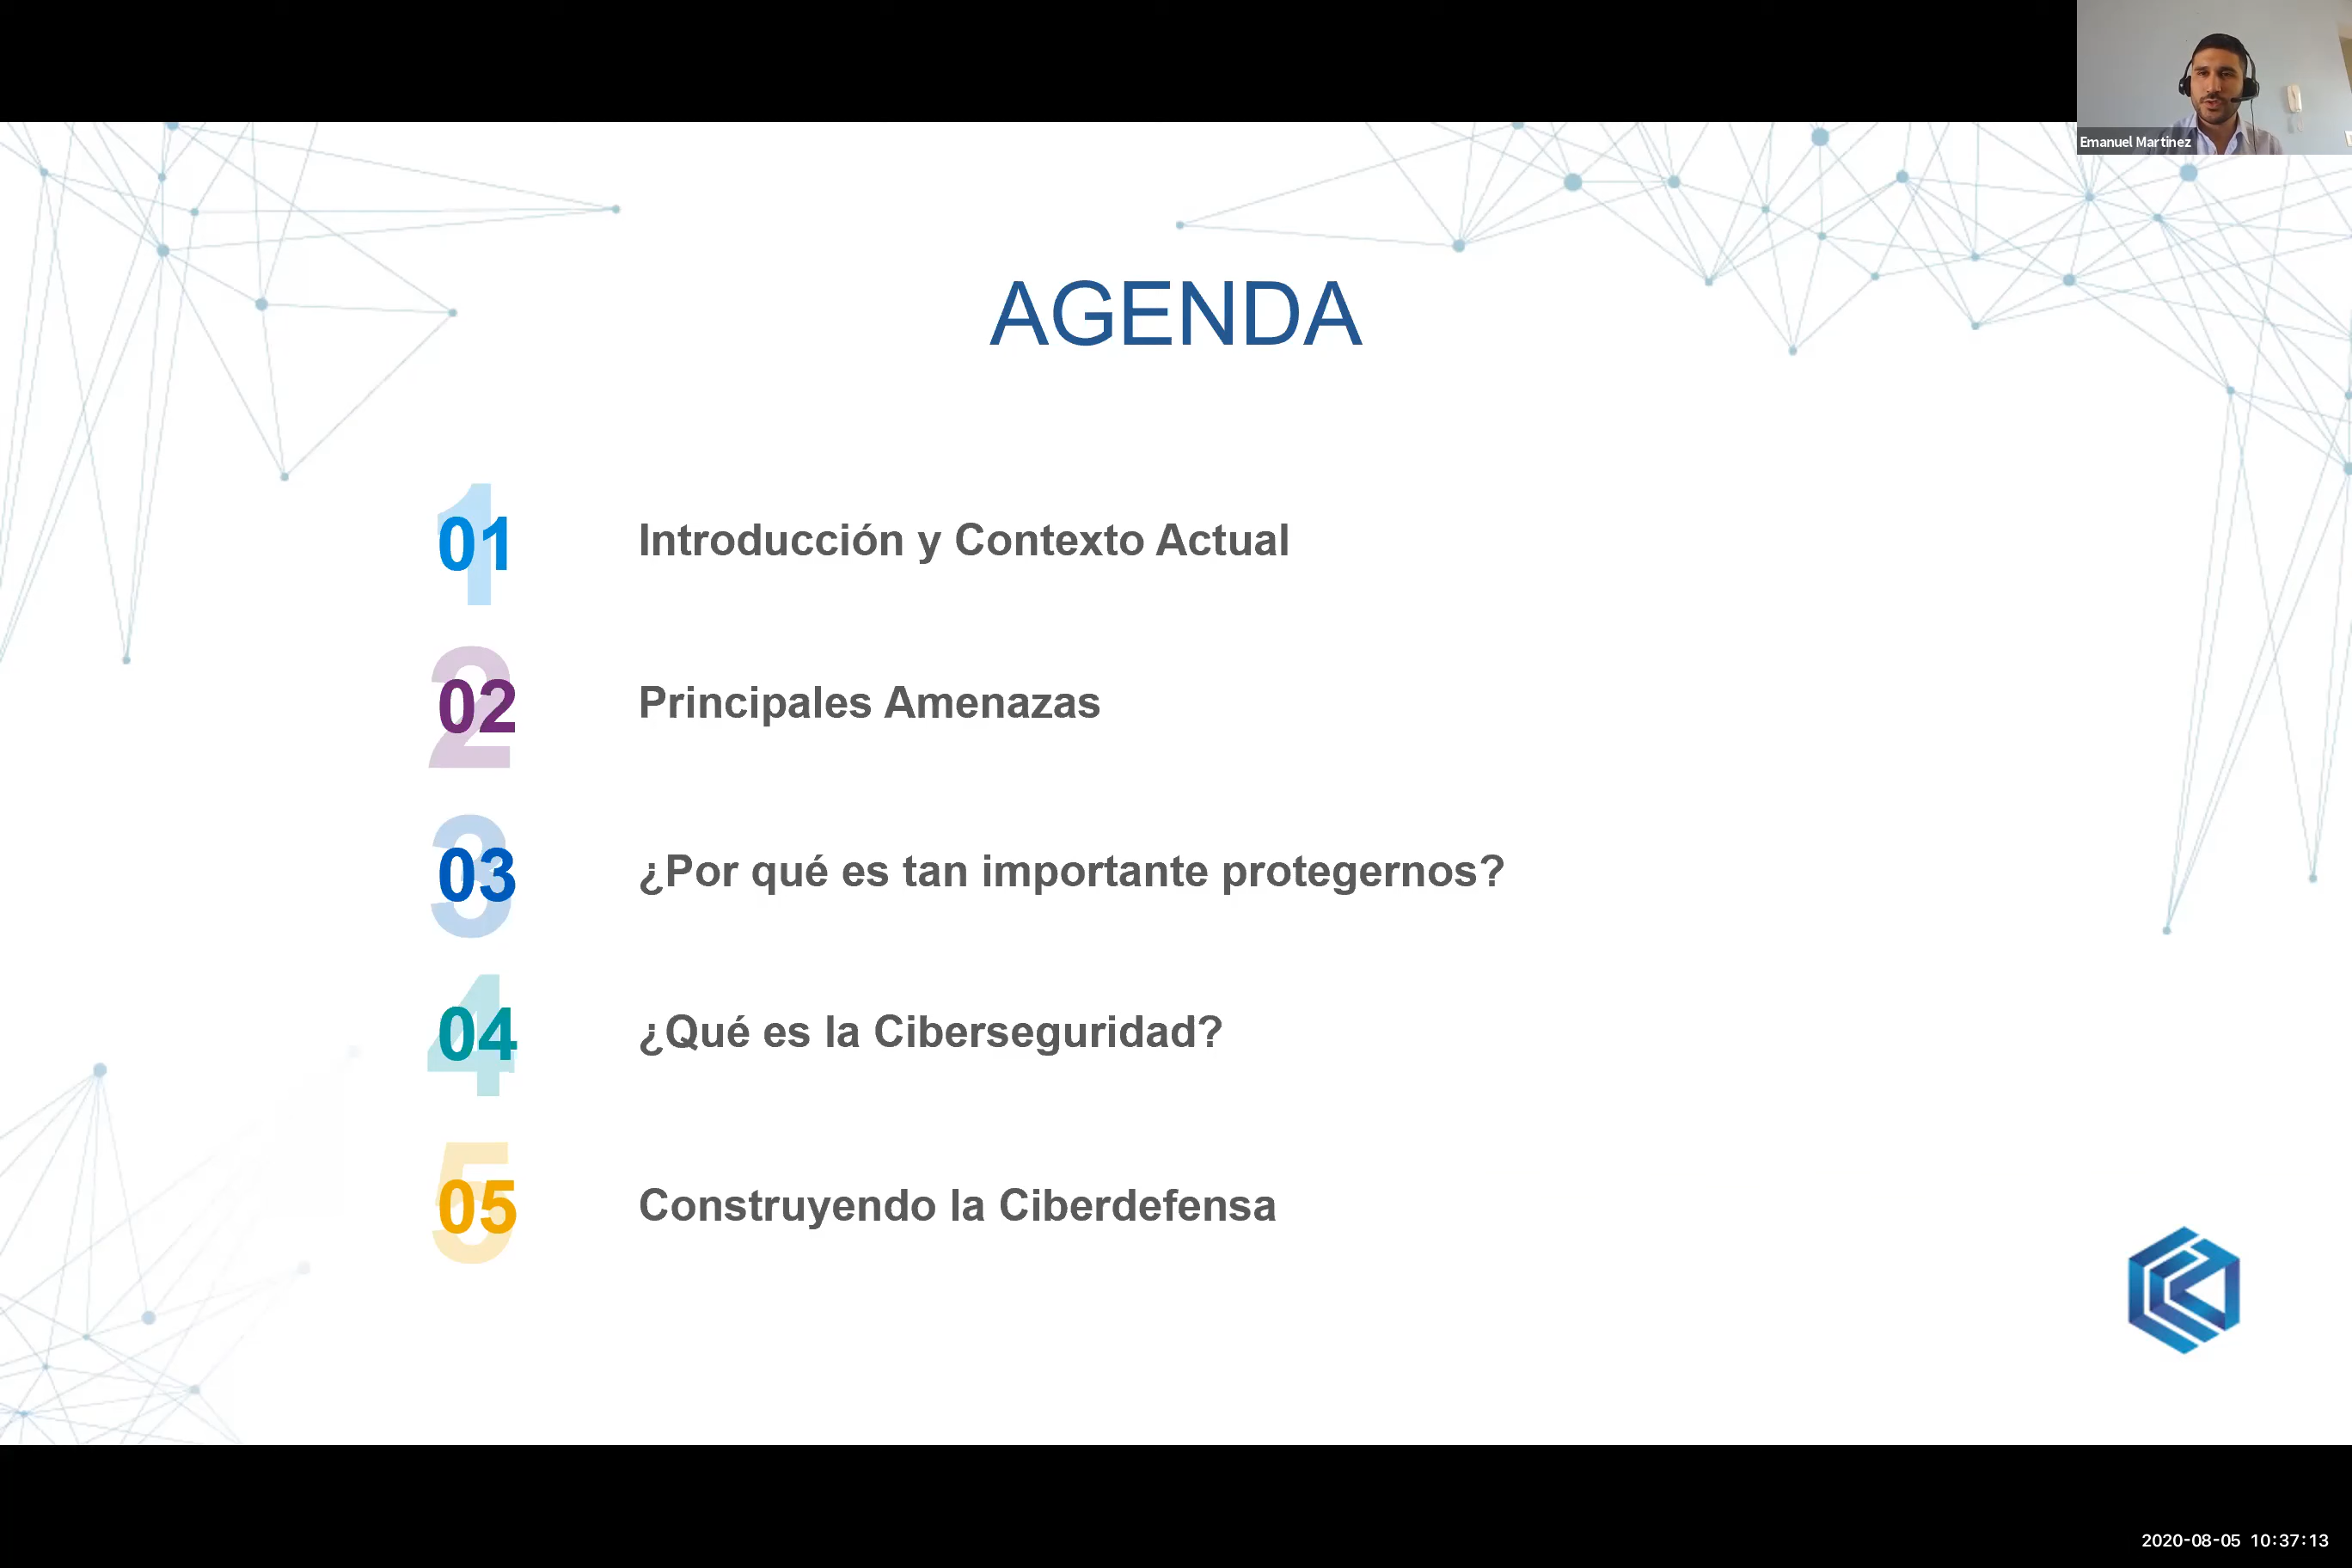 Emanuel Martinez
AGENDA
01 Introducción y Contexto Actual
02 Principales Amenazas
03 ¿Por qué es tan importante protegernos?
04 ¿Qué es la Ciberseguridad?
05 Construyendo la Ciberdefensa
2020-08-05 10:37:13